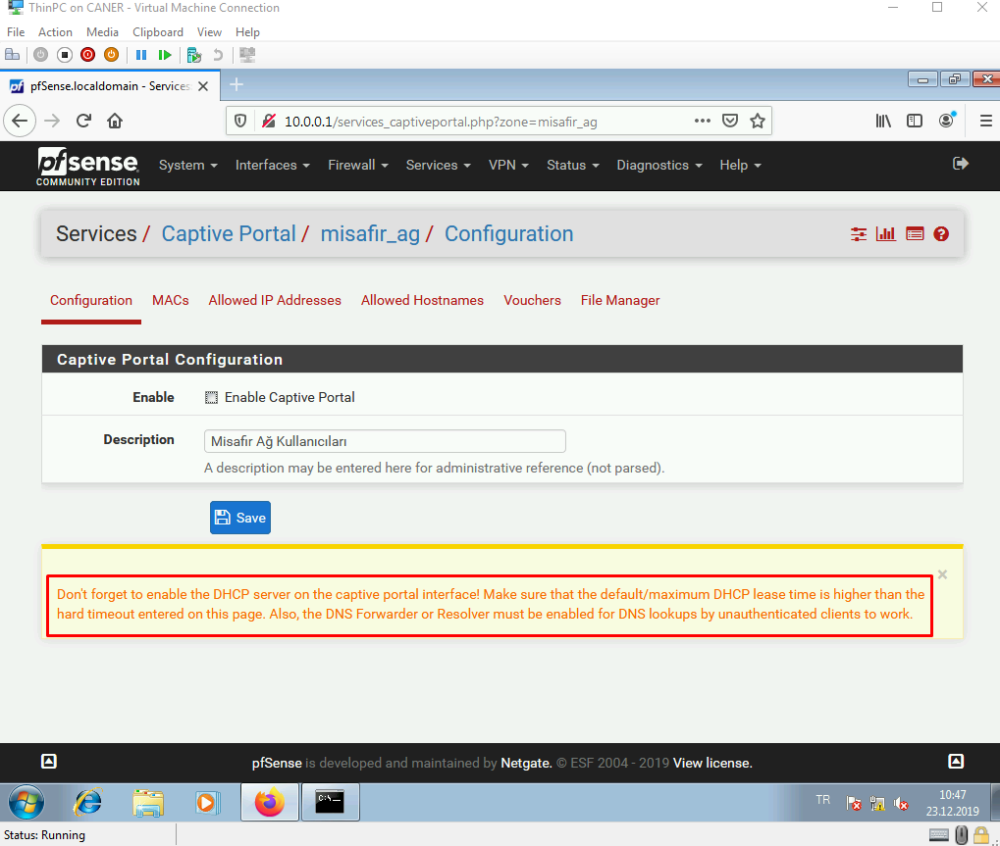 ThinPC on CANER - Virtual Machine Connection
File Action Media Clipboard View Help
pfSense.localdomain - Services
10.0.0.1/services_captiveportal.php?zone=misafir_ag
pfsense
COMMUNITY EDITION
System Interfaces Firewall Services VPN Status Diagnostics Help
Services / Captive Portal / misafir_ag / Configuration
Configuration MACs Allowed IP Addresses Allowed Hostnames Vouchers File Manager
Captive Portal Configuration
Enable Enable Captive Portal
Description Misafir Ağ Kullanıcıları
A description may be entered here for administrative reference (not parsed).
Save
Don't forget to enable the DHCP server on the captive portal interface! Make sure that the default/maximum DHCP lease time is higher than the
hard timeout entered on this page. Also, the DNS Forwarder or Resolver must be enabled for DNS lookups by unauthenticated clients to work.
pfSense is developed and maintained by Netgate. © ESF 2004 - 2019 View license.
TR
10:47
23.12.2019
Status: Running